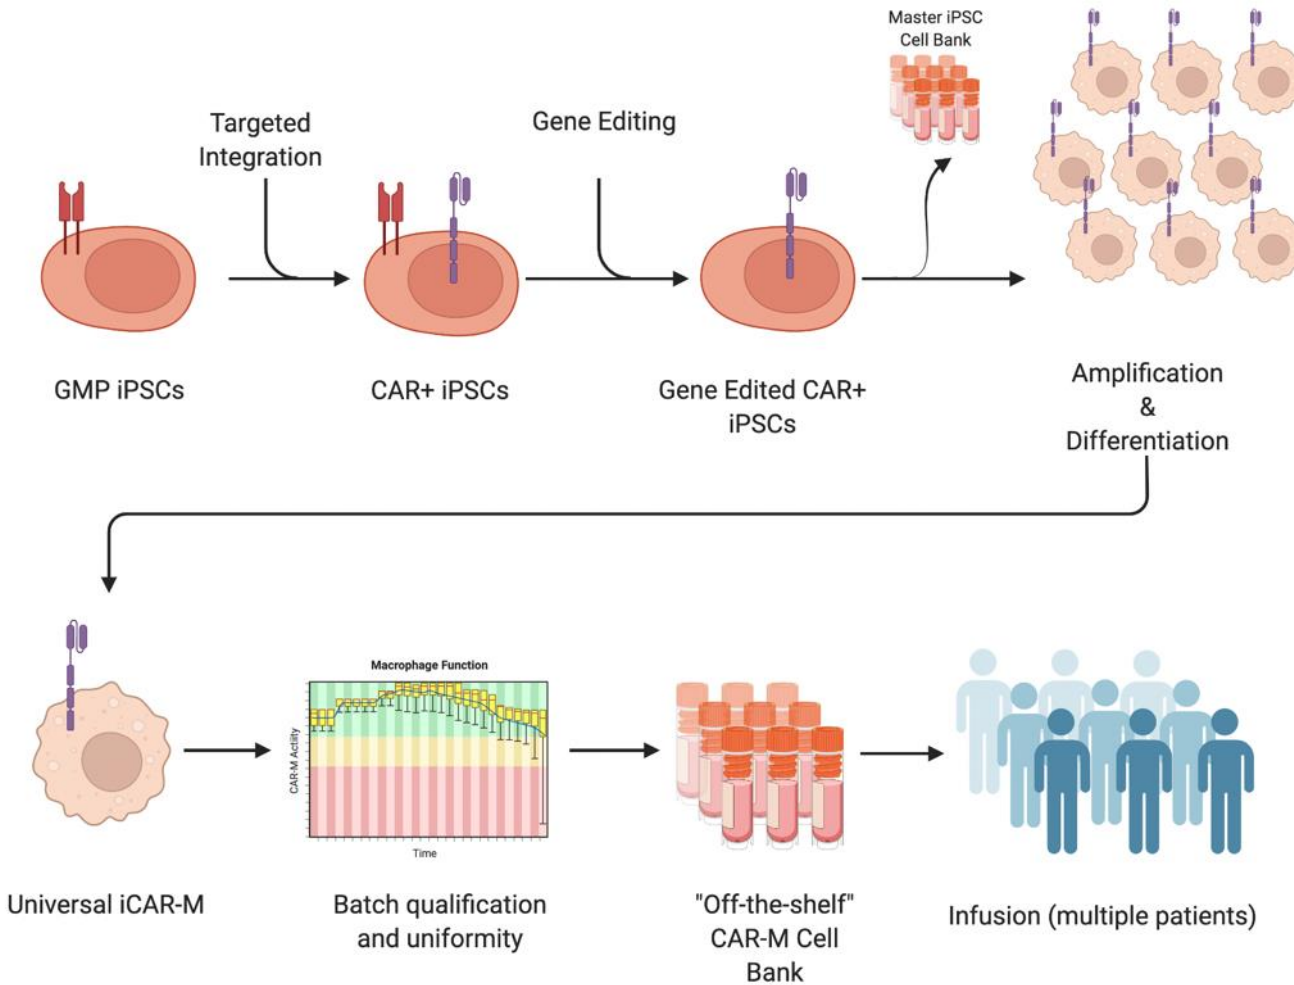 Master iPSC
Cell Bank
Targeted
Integration
Gene Editing
GMP iPSCs
CAR+ iPSCs
Gene Edited CAR+
iPSCs
Amplification
&
Differentiation
Macrophage Function
CAR-M Actiity
Time
Universal iCAR-M
Batch qualification
and uniformity
"Off-the-shelf"
CAR-M Cell
Bank
Infusion (multiple patients)